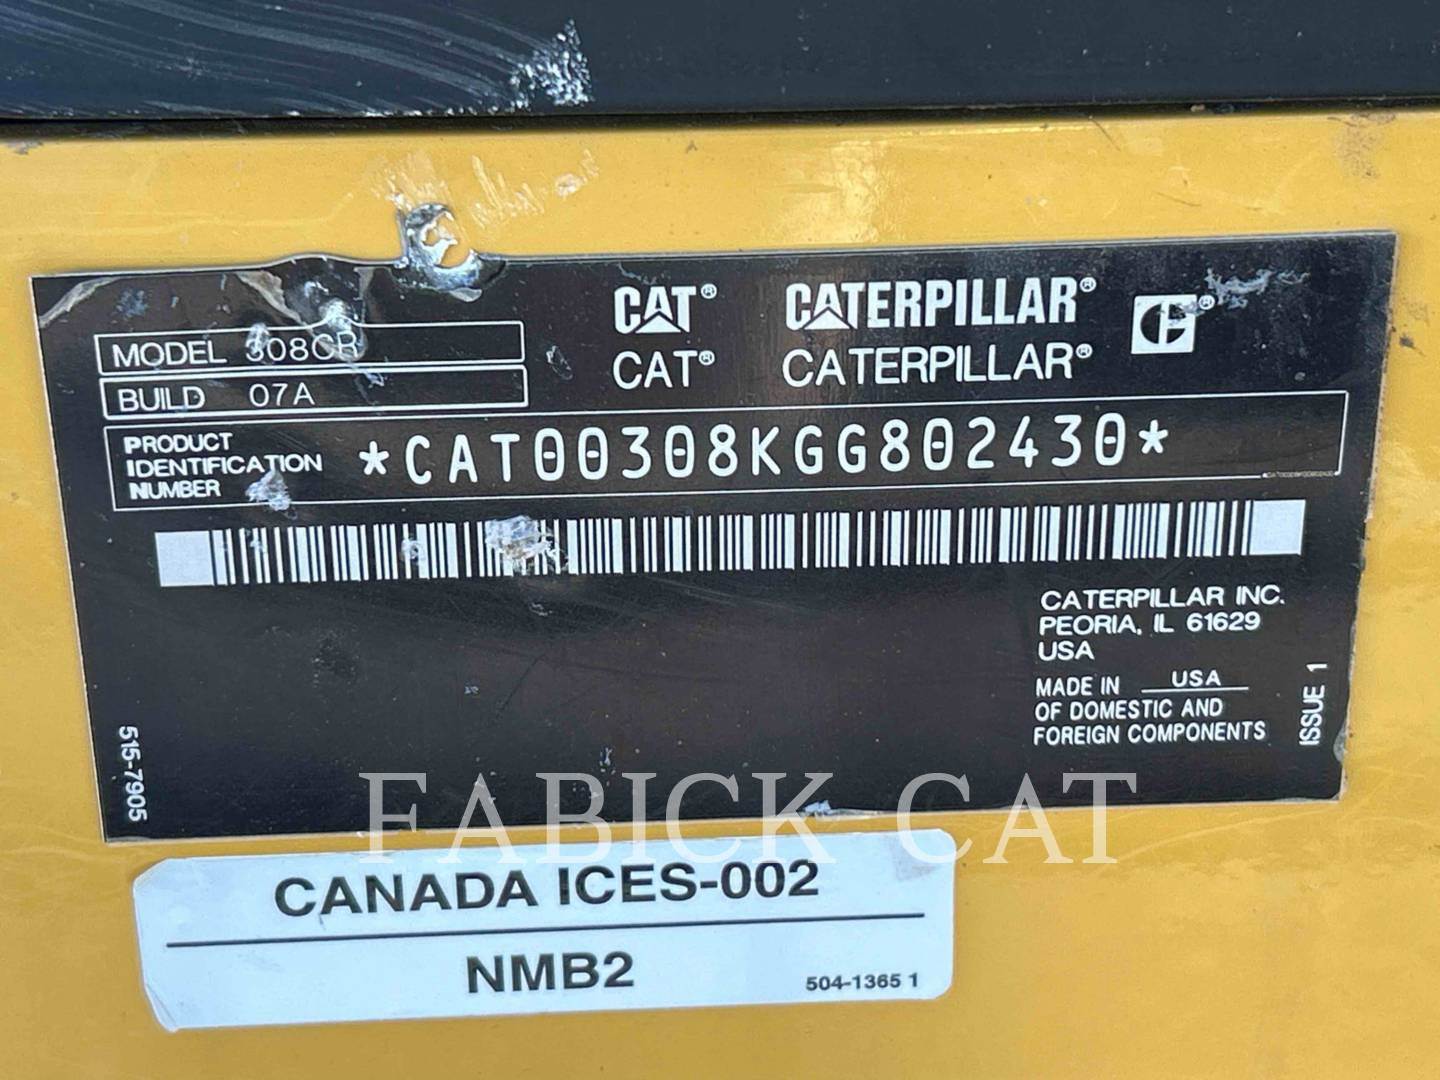 CAT® CATERPILLAR® ®
CAT® CATERPILLAR®
MODEL 308CR
BUILD 07A
PRODUCT
IDENTIFICATION
NUMBER
*CAT00308KGG802430*
CATERPILLAR INC.
PEORIA, IL 61629
USA
MADE IN USA
OF DOMESTIC AND
FOREIGN COMPONENTS
ISSUE 1
515-7905
FABICK CAT
CANADA ICES-002
NMB2
504-1365 1